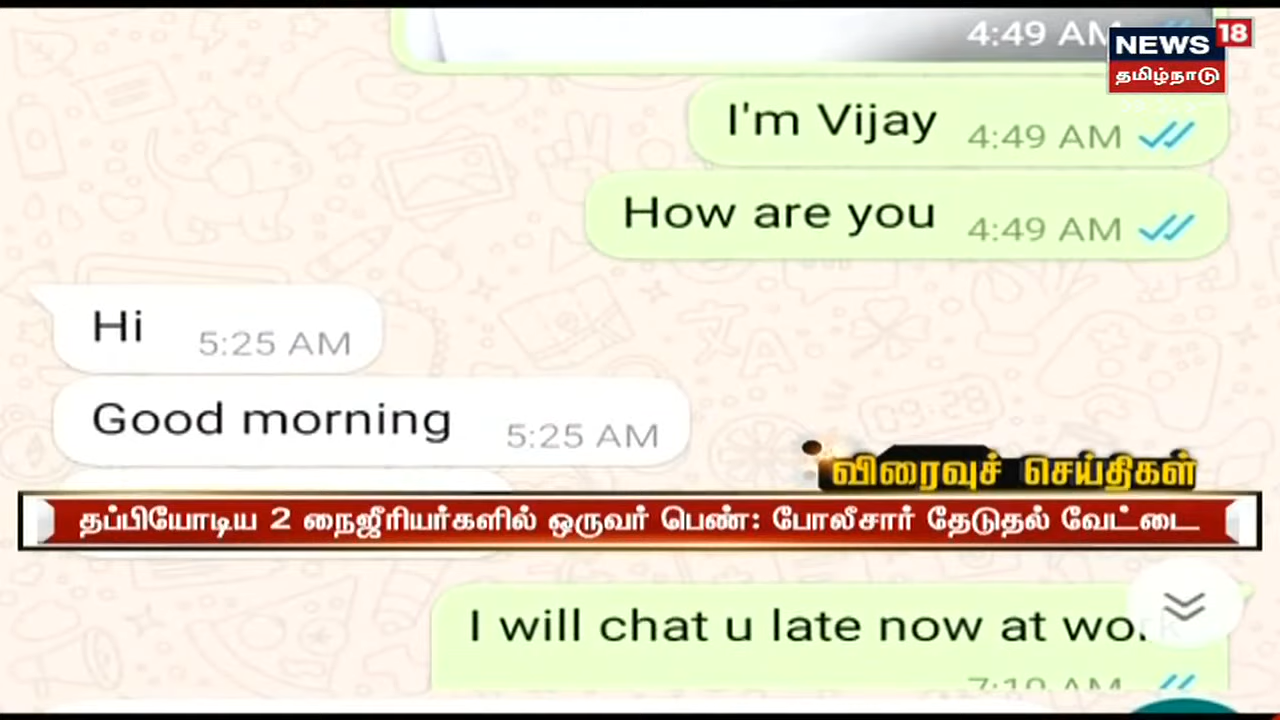 4:49 AM
NEWS 18
தமிழ்நாடு
I'm Vijay 4:49 AM
How are you 4:49 AM
Hi 5:25 AM
Good morning 5:25 AM
விரைவுச் செய்திகள்
தப்பியோடிய 2 நைஜீரியர்களில் ஒருவர் பெண்: போலீசார் தேடுதல் வேட்டை
I will chat u late now at work